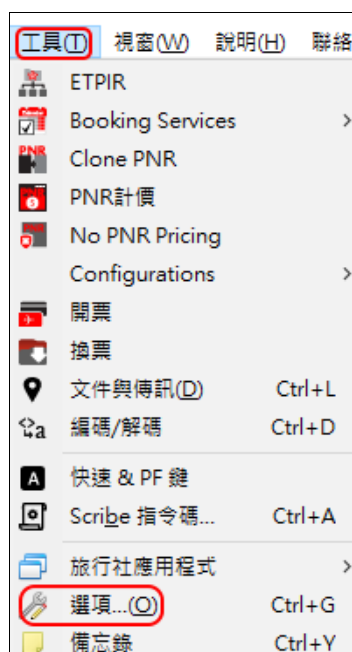 工具(T) 視窗(W) 說明(H) 聯絡
ETPIR
Booking Services
Clone PNR
PNR計價
No PNR Pricing
Configurations
開票
換票
文件與傳訊(D) Ctrl+L
編碼/解碼 Ctrl+D
快速 & PF 鍵
Scribe 指令碼... Ctrl+A
旅行社應用程式
選項...(O) Ctrl+G
備忘錄 Ctrl+Y